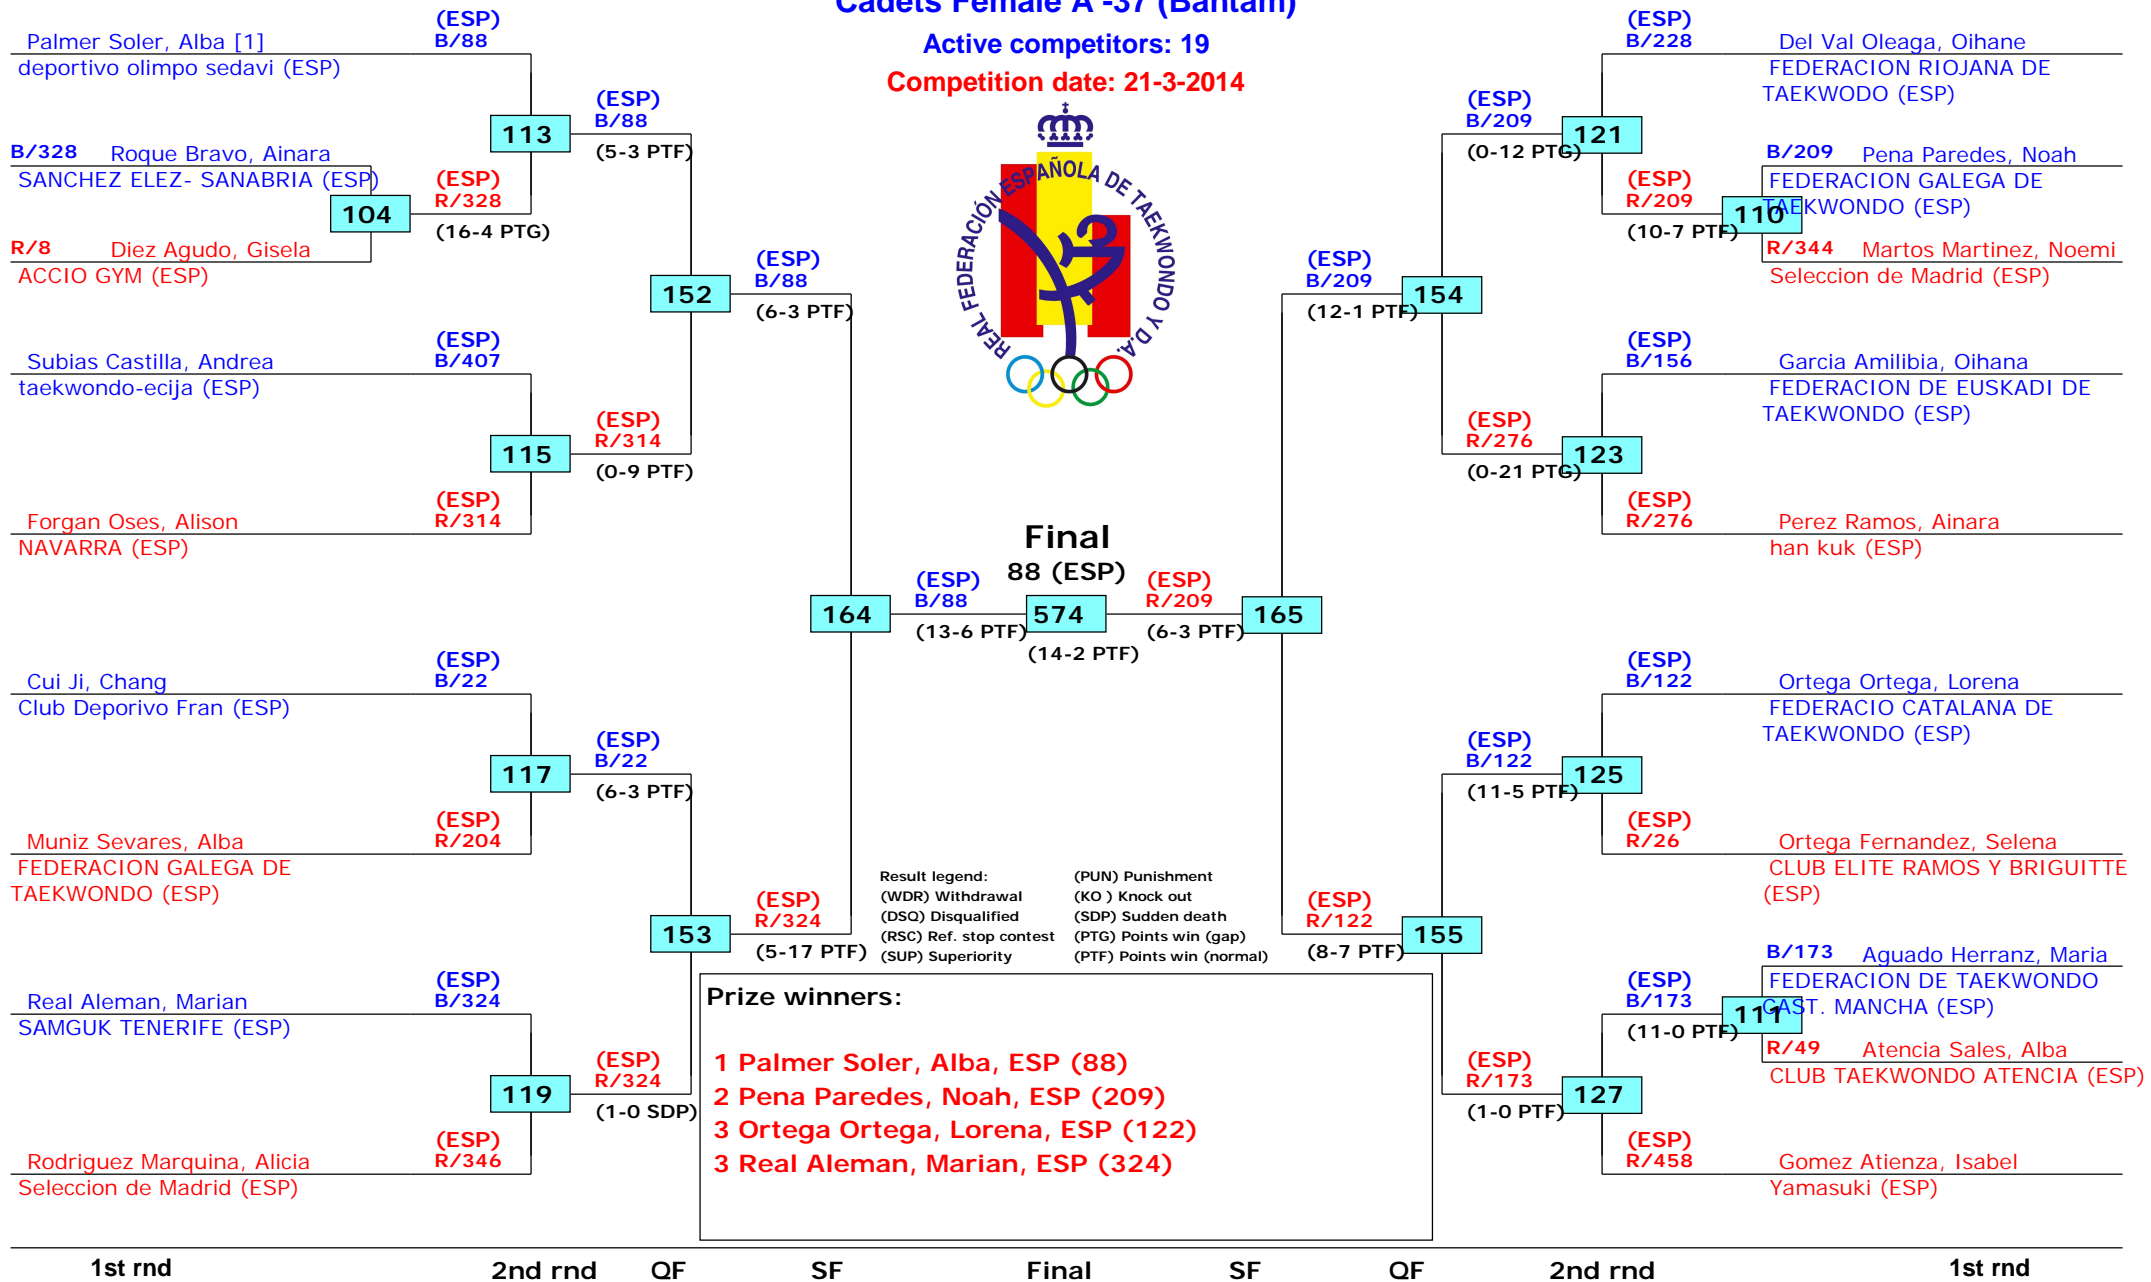 Cadets Female A -37 (Bantam)
Active competitors: 19
Competition date: 21-3-2014
REAL FEDERACIÓN ESPAÑOLA DE TAEKWONDO Y D.A.
Palmer Soler, Alba [1]
deportivo olimpo sedavi (ESP)
(ESP)
B/88
B/328 Roque Bravo, Ainara
SANCHEZ ELEZ- SANABRIA (ESP)
R/8 Diez Agudo, Gisela
ACCIO GYM (ESP)
104
(ESP)
R/328
(16-4 PTG)
113
(ESP)
B/88
(5-3 PTF)
Subias Castilla, Andrea
taekwondo-ecija (ESP)
(ESP)
B/407
Forgan Oses, Alison
NAVARRA (ESP)
(ESP)
R/314
115
(ESP)
R/314
(0-9 PTF)
152
(ESP)
B/88
(6-3 PTF)
Cui Ji, Chang
Club Deporivo Fran (ESP)
(ESP)
B/22
Muniz Sevares, Alba
FEDERACION GALEGA DE
TAEKWONDO (ESP)
(ESP)
R/204
117
(ESP)
B/22
(6-3 PTF)
Real Aleman, Marian
SAMGUK TENERIFE (ESP)
(ESP)
B/324
Rodriguez Marquina, Alicia
Seleccion de Madrid (ESP)
(ESP)
R/346
119
(ESP)
R/324
(1-0 SDP)
153
(ESP)
R/324
(5-17 PTF)
164
(ESP)
B/88
(13-6 PTF)
Final
88 (ESP)
574
(14-2 PTF)
(ESP)
R/209
(6-3 PTF)
165
(ESP)
B/209
(12-1 PTF)
154
(ESP)
B/209
(0-12 PTG)
121
(ESP)
B/228
Del Val Oleaga, Oihane
FEDERACION RIOJANA DE
TAEKWODO (ESP)
(ESP)
R/209
(10-7 PTF)
110
B/209 Pena Paredes, Noah
FEDERACION GALEGA DE
TAEKWONDO (ESP)
R/344 Martos Martinez, Noemi
Seleccion de Madrid (ESP)
(ESP)
R/276
(0-21 PTG)
123
(ESP)
B/156
Garcia Amilibia, Oihana
FEDERACION DE EUSKADI DE
TAEKWONDO (ESP)
(ESP)
R/276
Perez Ramos, Ainara
han kuk (ESP)
(ESP)
R/122
(8-7 PTF)
155
(ESP)
B/122
(11-5 PTF)
125
(ESP)
B/122
Ortega Ortega, Lorena
FEDERACIO CATALANA DE
TAEKWONDO (ESP)
(ESP)
R/26
Ortega Fernandez, Selena
CLUB ELITE RAMOS Y BRIGUITTE
(ESP)
(ESP)
R/173
(1-0 PTF)
127
(ESP)
B/173
(11-0 PTF)
111
B/173 Aguado Herranz, Maria
FEDERACION DE TAEKWONDO
CAST. MANCHA (ESP)
R/49 Atencia Sales, Alba
CLUB TAEKWONDO ATENCIA (ESP)
(ESP)
R/458
Gomez Atienza, Isabel
Yamasuki (ESP)
Result legend: (PUN) Punishment
(WDR) Withdrawal (KO ) Knock out
(DSQ) Disqualified (SDP) Sudden death
(RSC) Ref. stop contest (PTG) Points win (gap)
(SUP) Superiority (PTF) Points win (normal)
Prize winners:
1 Palmer Soler, Alba, ESP (88)
2 Pena Paredes, Noah, ESP (209)
3 Ortega Ortega, Lorena, ESP (122)
3 Real Aleman, Marian, ESP (324)
1st rnd 2nd rnd QF SF Final SF QF 2nd rnd 1st rnd